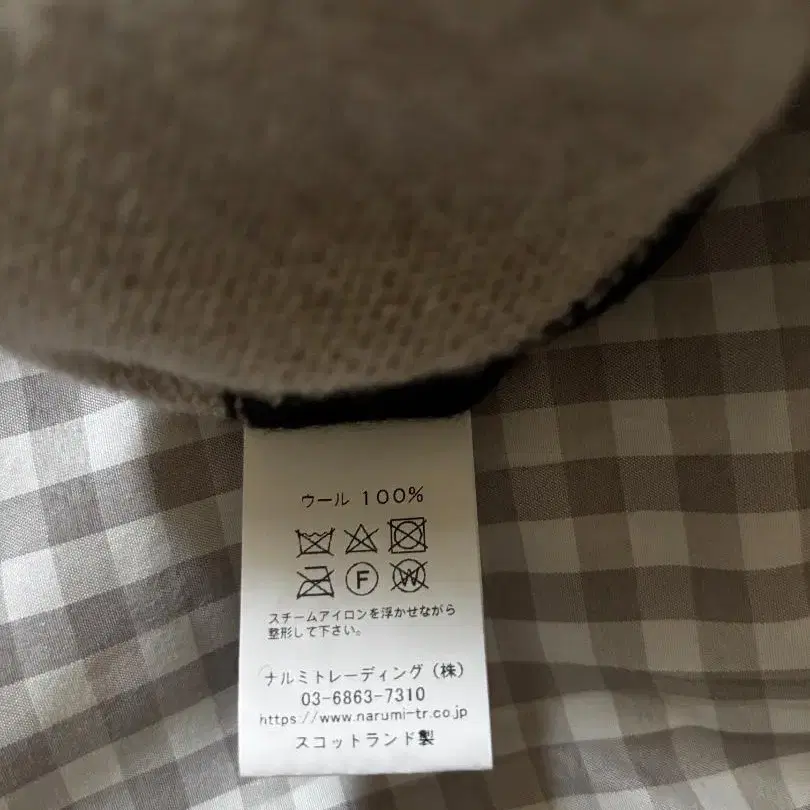 ウール 100%
F W
スチームアイロンを浮かせながら
整形して下さい。
ナルミトレーディング（株）
03-6863-7310
https://www.narumi-tr.co.jp
スコットランド製